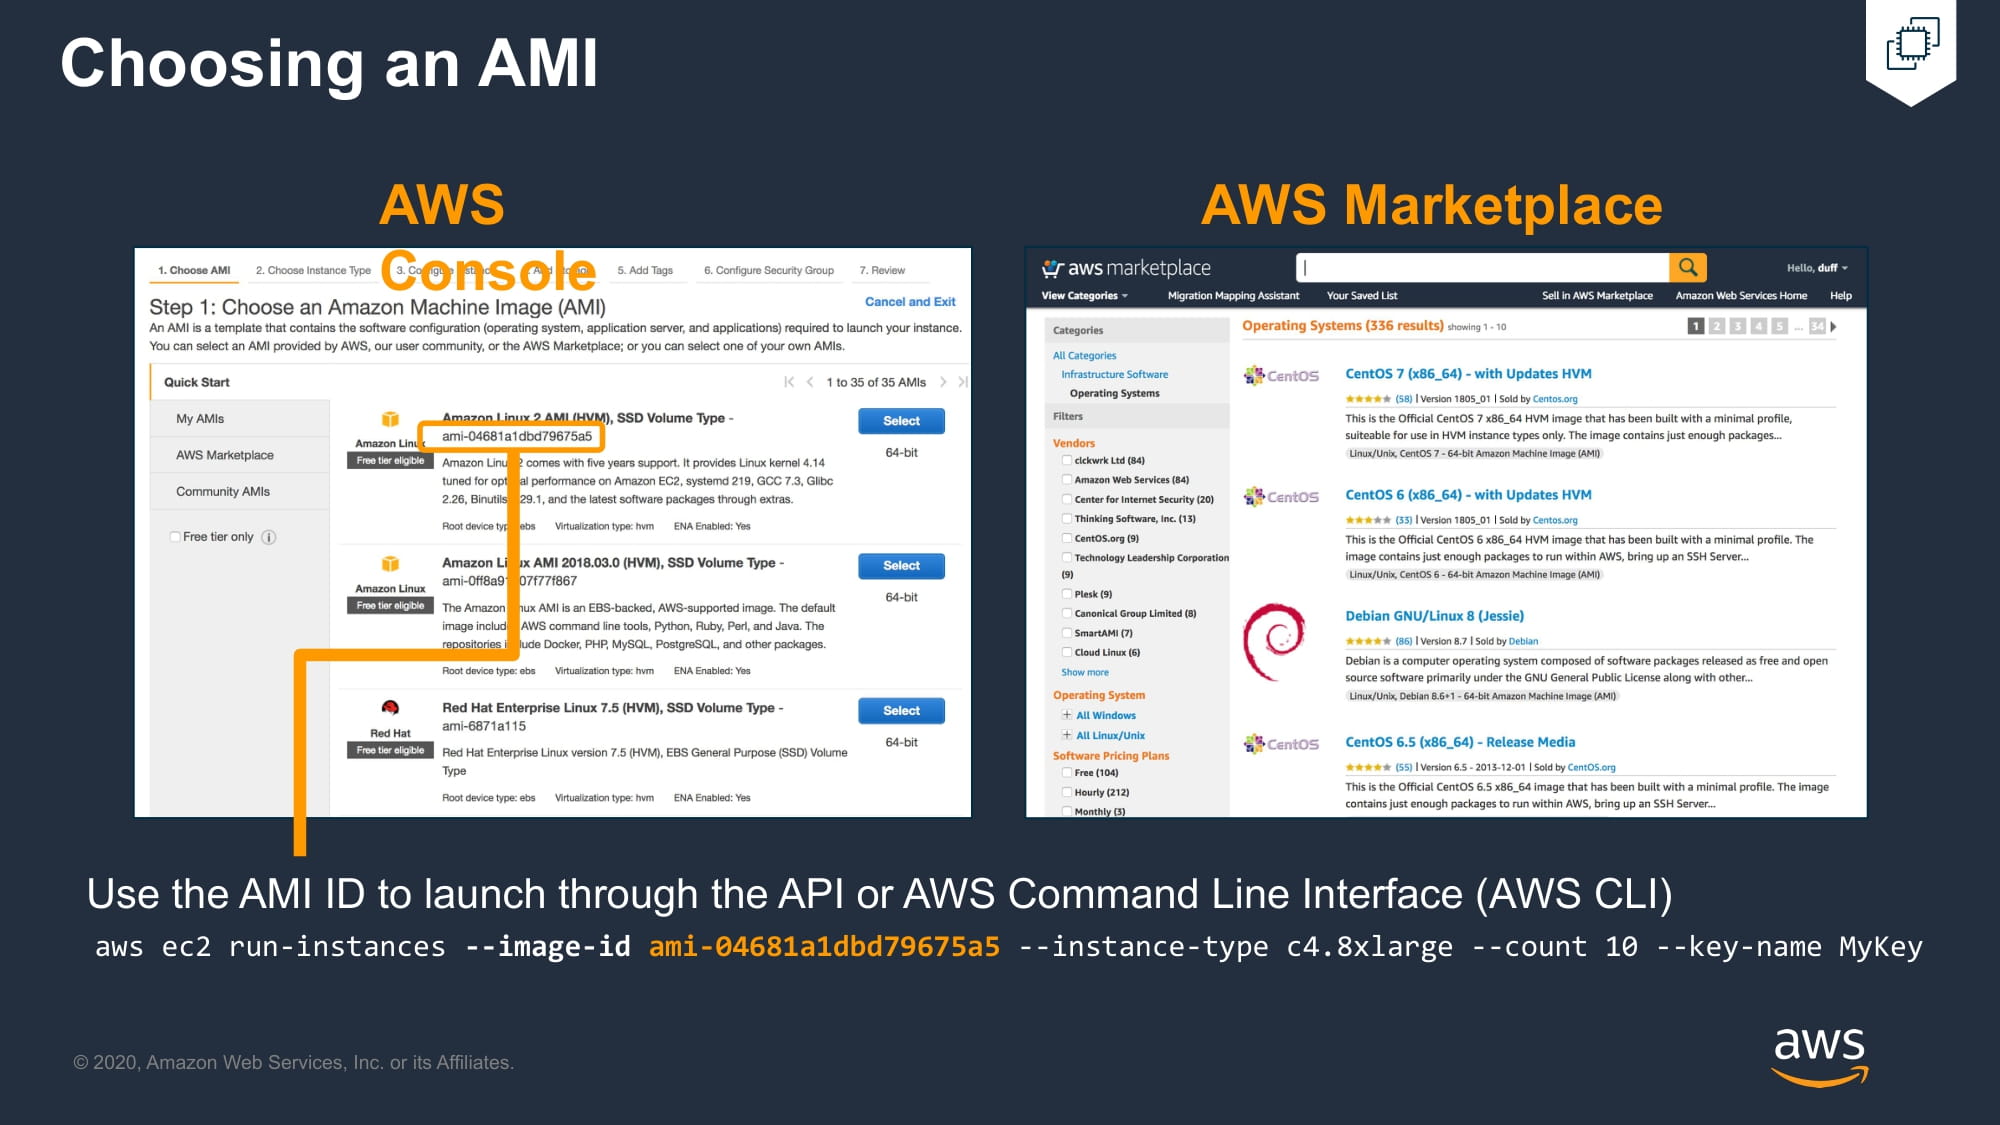 Choosing an AMI
AWS
Console
1. Choose AMI 2. Choose Instance Type 5. Add Tags 6. Configure Security Group 7. Review
Step 1: Choose an Amazon Machine Image (AMI)
Cancel and Exit
An AMI is a template that contains the software configuration (operating system, application server, and applications) required to launch your instance.
You can select an AMI provided by AWS, our user community, or the AWS Marketplace; or you can select one of your own AMIs.
Quick Start
1 to 35 of 35 AMIs
My AMIs
AWS Marketplace
Community AMIs
Free tier only
Amazon Linux
Free tier eligible
Amazon Linux 2 AMI (HVM), SSD Volume Type -
ami-04681a1dbd79675a5
Amazon Linux 2 comes with five years support. It provides Linux kernel 4.14
tuned for optimal performance on Amazon EC2, systemd 219, GCC 7.3, Glibc
2.26, Binutils 29.1, and the latest software packages through extras.
Root device type: ebs Virtualization type: hvm ENA Enabled: Yes
Select
64-bit
Amazon Linux
Free tier eligible
Amazon Linux AMI 2018.03.0 (HVM), SSD Volume Type -
The Amazon Linux AMI is an EBS-backed, AWS-supported image. The default
image includes AWS command line tools, Python, Ruby, Perl, and Java. The
repositories include Docker, PHP, MySQL, PostgreSQL, and other packages.
Root device type: ebs Virtualization type: hvm ENA Enabled: Yes
Select
64-bit
Red Hat
Free tier eligible
Red Hat Enterprise Linux 7.5 (HVM), SSD Volume Type -
ami-6871a115
Red Hat Enterprise Linux version 7.5 (HVM), EBS General Purpose (SSD) Volume
Type
Root device type: ebs Virtualization type: hvm ENA Enabled: Yes
Select
64-bit
AWS Marketplace
aws marketplace
Hello, duff
View Categories Migration Mapping Assistant Your Saved List Sell in AWS Marketplace Amazon Web Services Home Help
Categories
All Categories
Infrastructure Software
Operating Systems
Filters
Vendors
clckwrk Ltd (84)
Amazon Web Services (84)
Center for Internet Security (20)
Thinking Software, Inc. (13)
CentOS.org (9)
Technology Leadership Corporation
(9)
Plesk (9)
Canonical Group Limited (8)
SmartAMI (7)
Cloud Linux (6)
Show more
Operating System
All Windows
All Linux/Unix
Software Pricing Plans
Free (104)
Hourly (212)
Monthly (3)
Operating Systems (336 results) showing 1 - 10
1 2 3 4 5 ... 34
CentOS
CentOS 7 (x86_64) - with Updates HVM
(58) | Version 1805_01 | Sold by Centos.org
This is the Official CentOS 7 x86_64 HVM image that has been built with a minimal profile,
suiteable for use in HVM instance types only. The image contains just enough packages...
Linux/Unix, CentOS 7 - 64-bit Amazon Machine Image (AMI)
CentOS
CentOS 6 (x86_64) - with Updates HVM
(33) | Version 1805_01 | Sold by Centos.org
This is the Official CentOS 6 x86_64 HVM image that has been built with a minimal profile. The
image contains just enough packages to run within AWS, bring up an SSH Server...
Linux/Unix, CentOS 6 - 64-bit Amazon Machine Image (AMI)
Debian GNU/Linux 8 (Jessie)
(86) | Version 8.7 | Sold by Debian
Debian is a computer operating system composed of software packages released as free and open
source software primarily under the GNU General Public License along with other...
Linux/Unix, Debian 8.6+1 - 64-bit Amazon Machine Image (AMI)
CentOS
CentOS 6.5 (x86_64) - Release Media
(55) | Version 6.5 - 2013-12-01 | Sold by CentOS.org
This is the Official CentOS 6.5 x86_64 image that has been built with a minimal profile. The image
contains just enough packages to run within AWS, bring up an SSH Server...
Use the AMI ID to launch through the API or AWS Command Line Interface (AWS CLI)
aws ec2 run-instances --image-id ami-04681a1dbd79675a5 --instance-type c4.8xlarge --count 10 --key-name MyKey
© 2020, Amazon Web Services, Inc. or its Affiliates.
aws